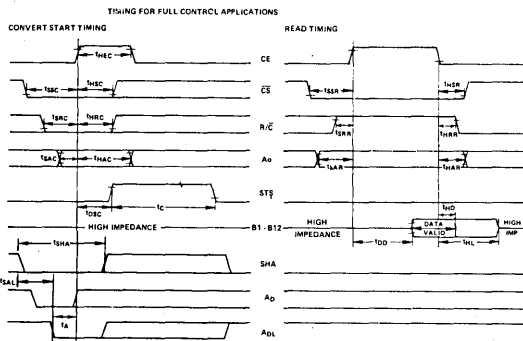 TIMING FOR FULL CONTROL APPLICATIONS
CONVERT START TIMING
READ TIMING
tHEC
CE
tSSC
tHSC
CS
tSSR
tHSR
tSRC
tHRC
R/C
tSRR
tHRR
tSAC
tHAC
Ao
tSAR
tHAR
STS
tDSC
tC
tHD
HIGH IMPEDANCE
B1 - B12
HIGH IMPEDANCE
DATA VALID
HIGH IMP.
tDD
tHL
tSHA
SHA
tSAL
AD
tA
ADL